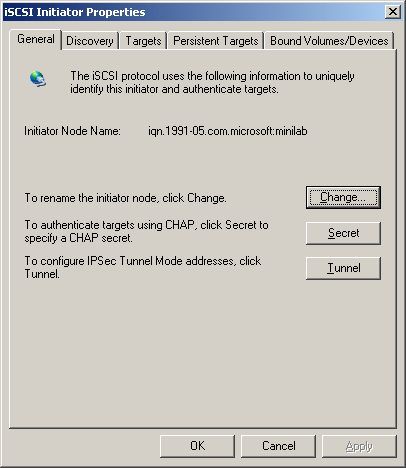 iSCSI Initiator Properties
General Discovery Targets Persistent Targets Bound Volumes/Devices
The iSCSI protocol uses the following information to uniquely
identify this initiator and authenticate targets.
Initiator Node Name: iqn.1991-05.com.microsoft:minilab
To rename the initiator node, click Change. Change...
To authenticate targets using CHAP, click Secret to
specify a CHAP secret.
Secret
To configure IPSec Tunnel Mode addresses, click
Tunnel.
Tunnel
OK Cancel Apply